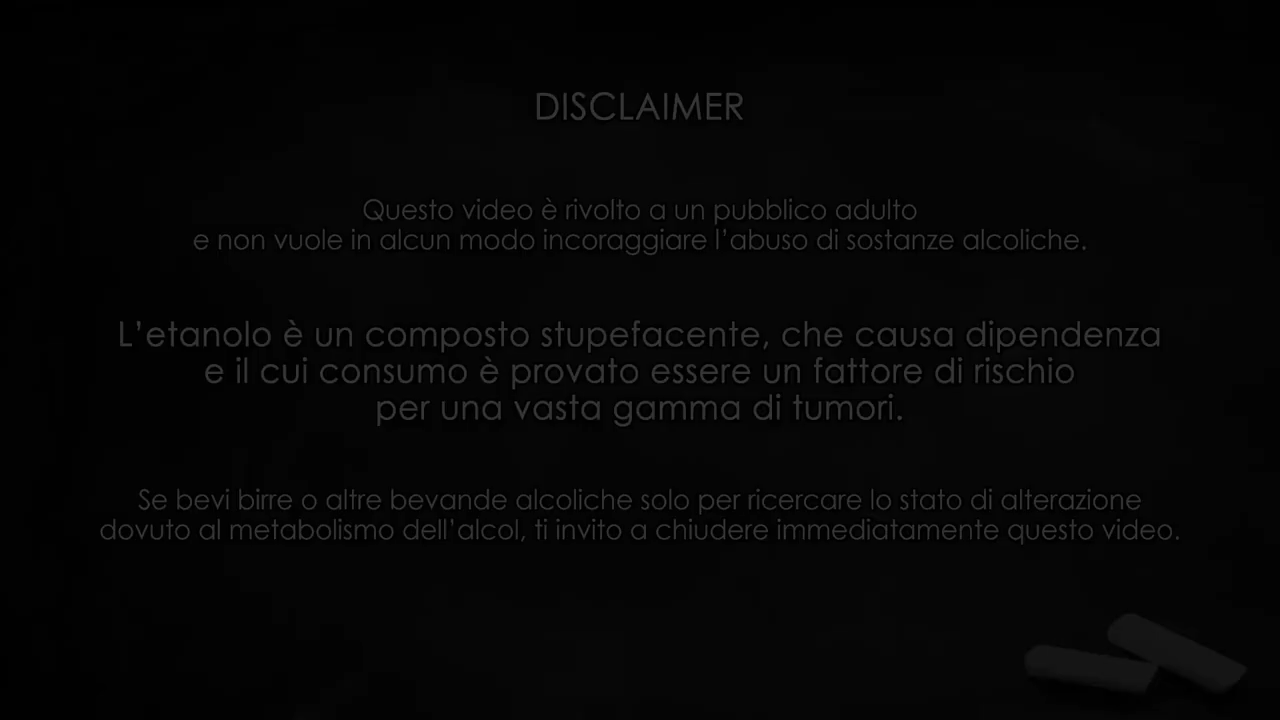 DISCLAIMER
Questo video è rivolto a un pubblico adulto
e non vuole in alcun modo incoraggiare l'abuso di sostanze alcoliche.
L'etanolo è un composto stupefacente, che causa dipendenza
e il cui consumo è provato essere un fattore di rischio
per una vasta gamma di tumori.
Se bevi birre o altre bevande alcoliche solo per ricercare lo stato di alterazione
dovuto al metabolismo dell'alcol, ti invito a chiudere immediatamente questo video.